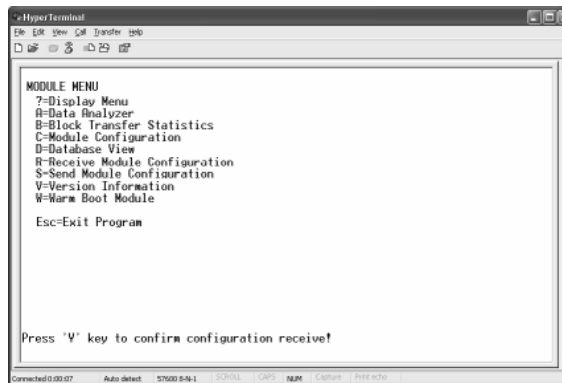 HyperTerminal
File Edit View Call Transfer Help
MODULE MENU
?=Display Menu
A=Data Analyzer
B=Block Transfer Statistics
C=Module Configuration
D=Database View
R=Receive Module Configuration
S=Send Module Configuration
V=Version Information
W=Warm Boot Module
Esc=Exit Program
Press 'Y' key to confirm configuration receive!
Connected 0:00:07 Auto detect 57600 8-N-1 SCROLL CAPS NUM Capture Print echo